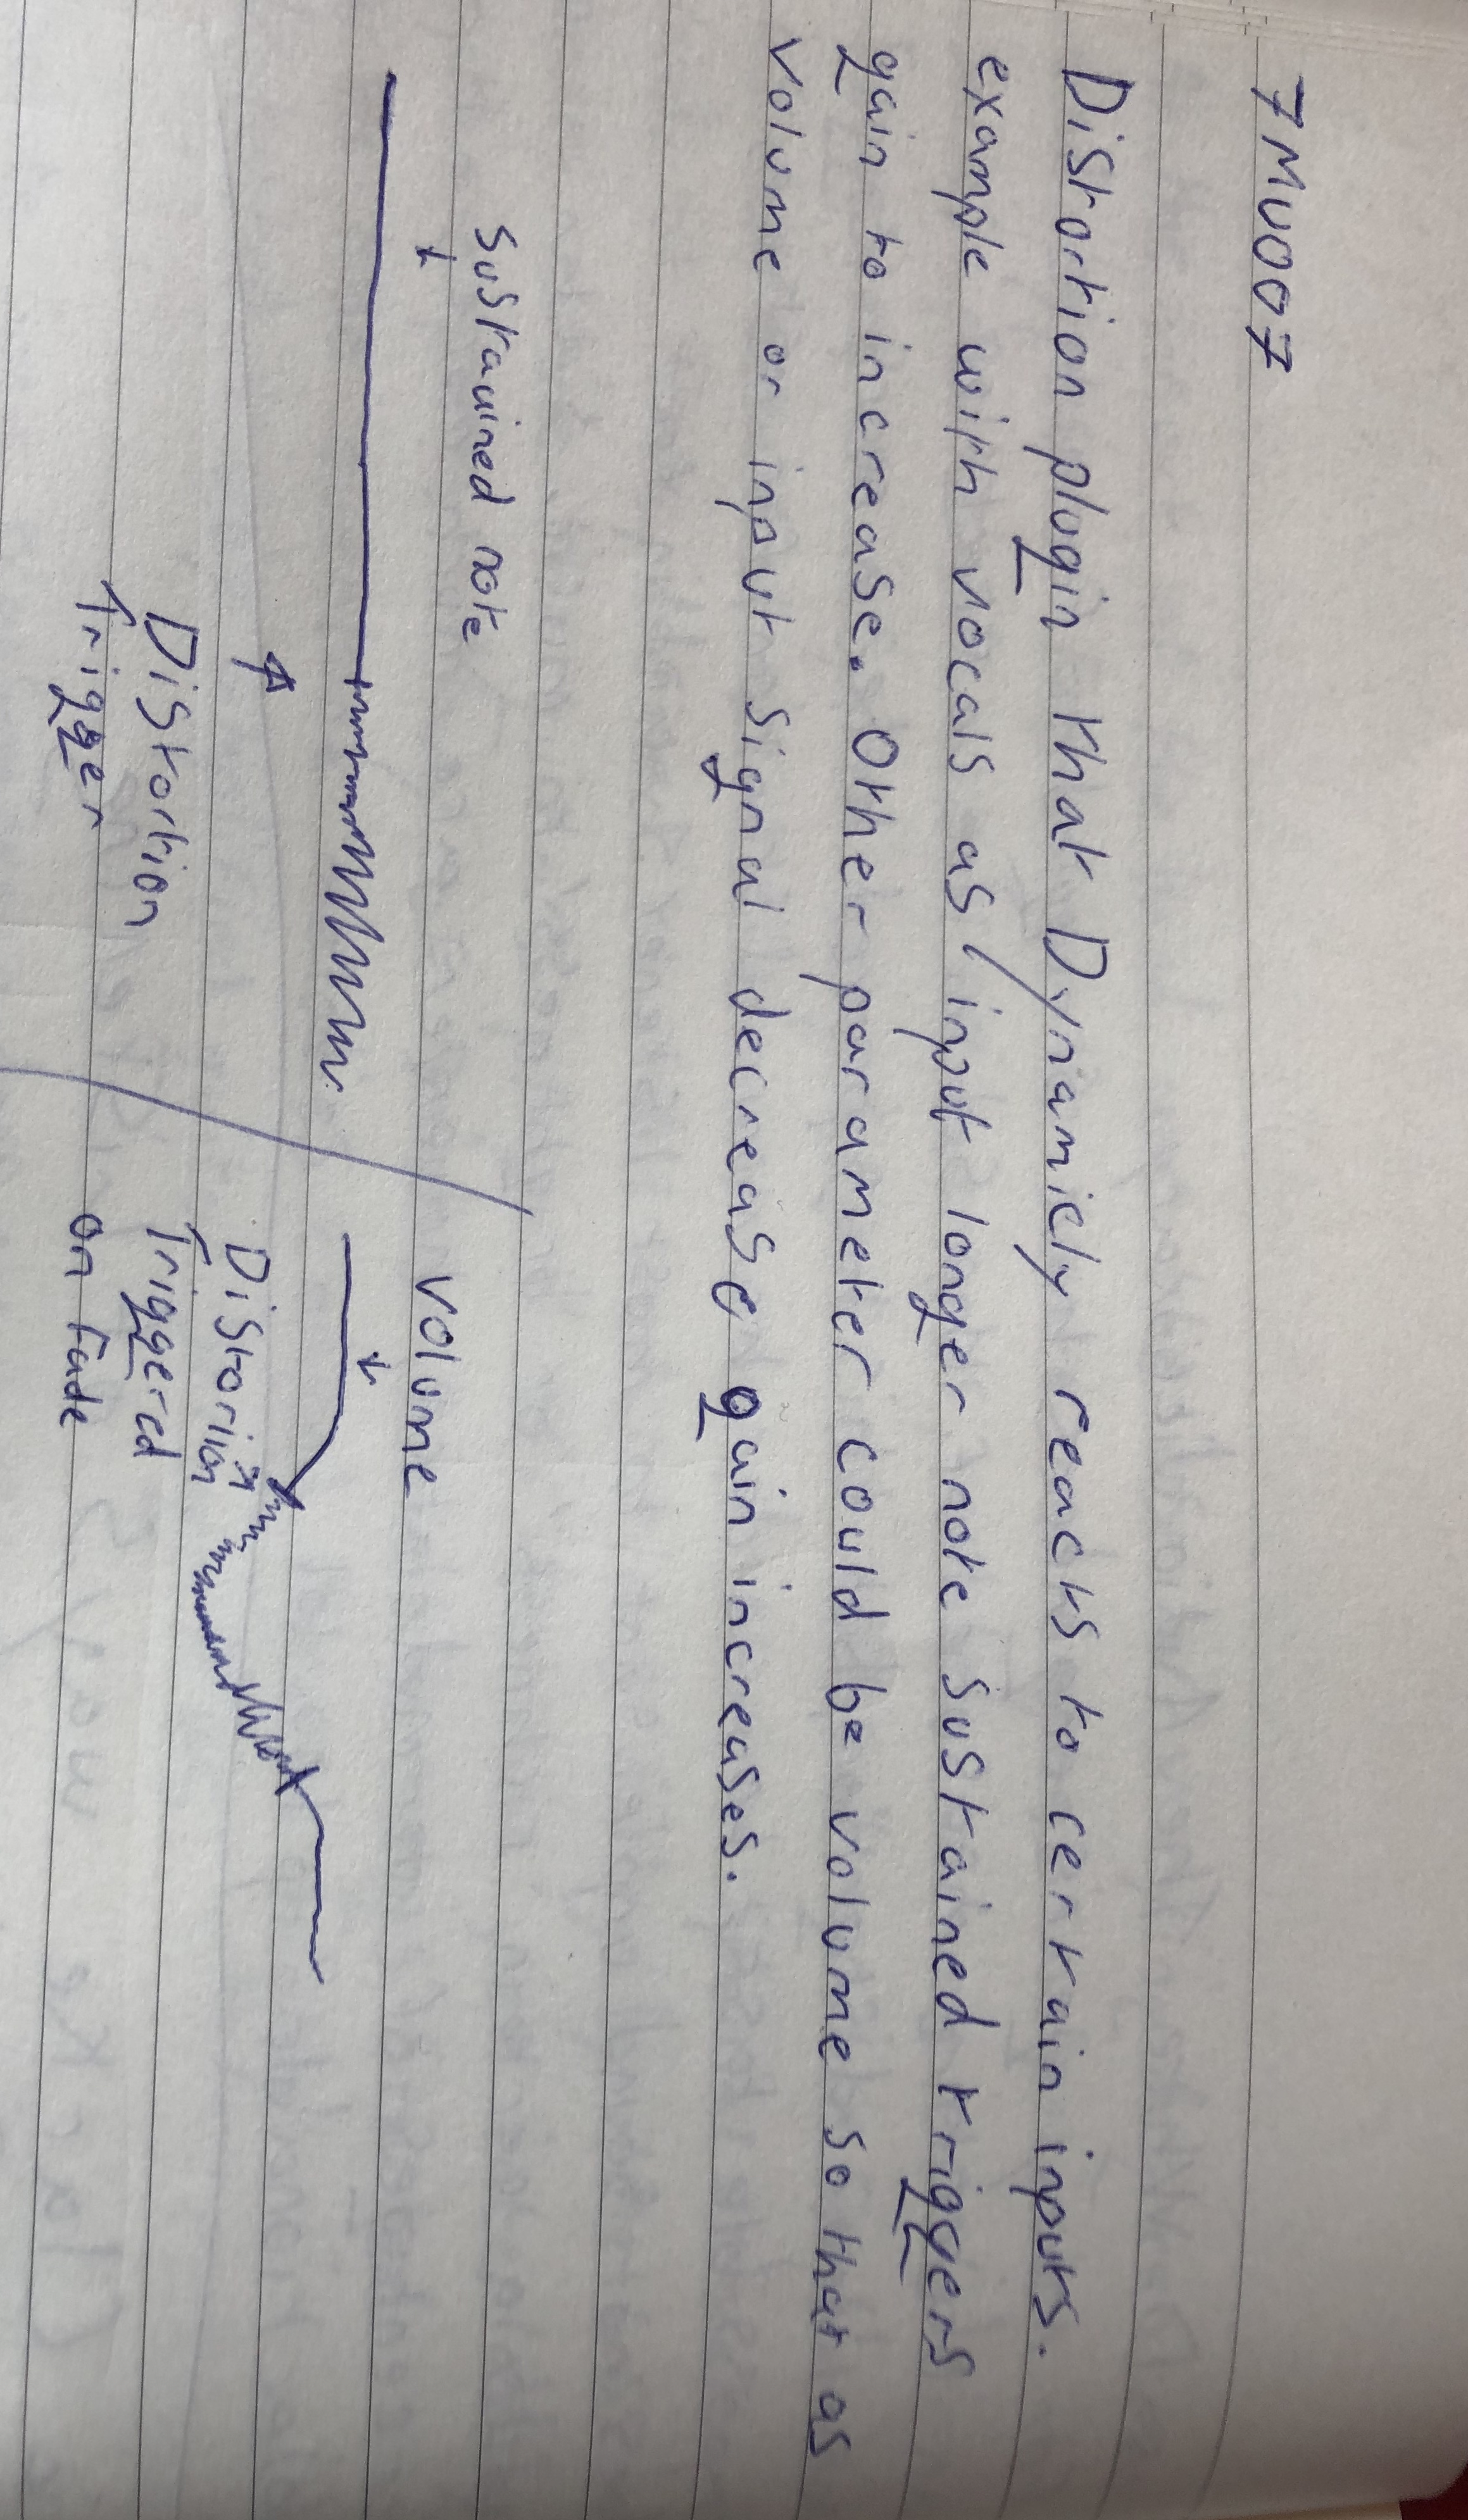 7MU007
Distortion plugin that Dynamicly reacts to certain inputs.
example with vocals as/input longer note sustained triggers
gain to increase. Other parameter could be volume so that as
volume or input signal decrease gain increases.
sustained note
Distortion
Trigger
volume
Distortion
Triggered
on fade